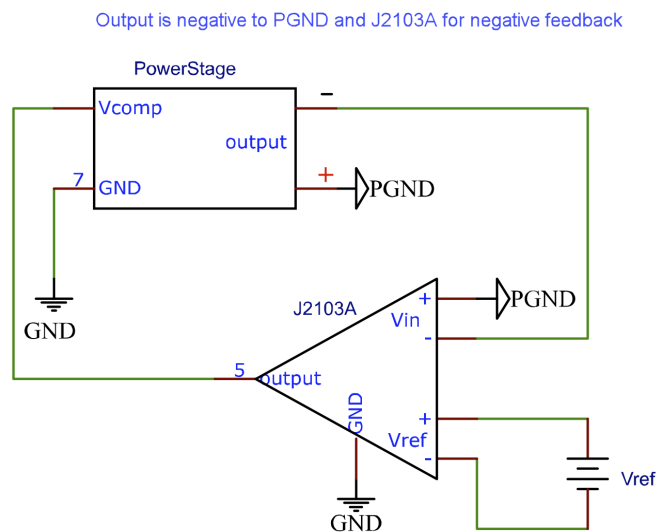 Output is negative to PGND and J2103A for negative feedback
PowerStage
Vcomp
-
output
7
GND
+
PGND
GND
J2103A
+
PGND
Vin
-
5
output
GND
+
Vref
-
Vref
GND